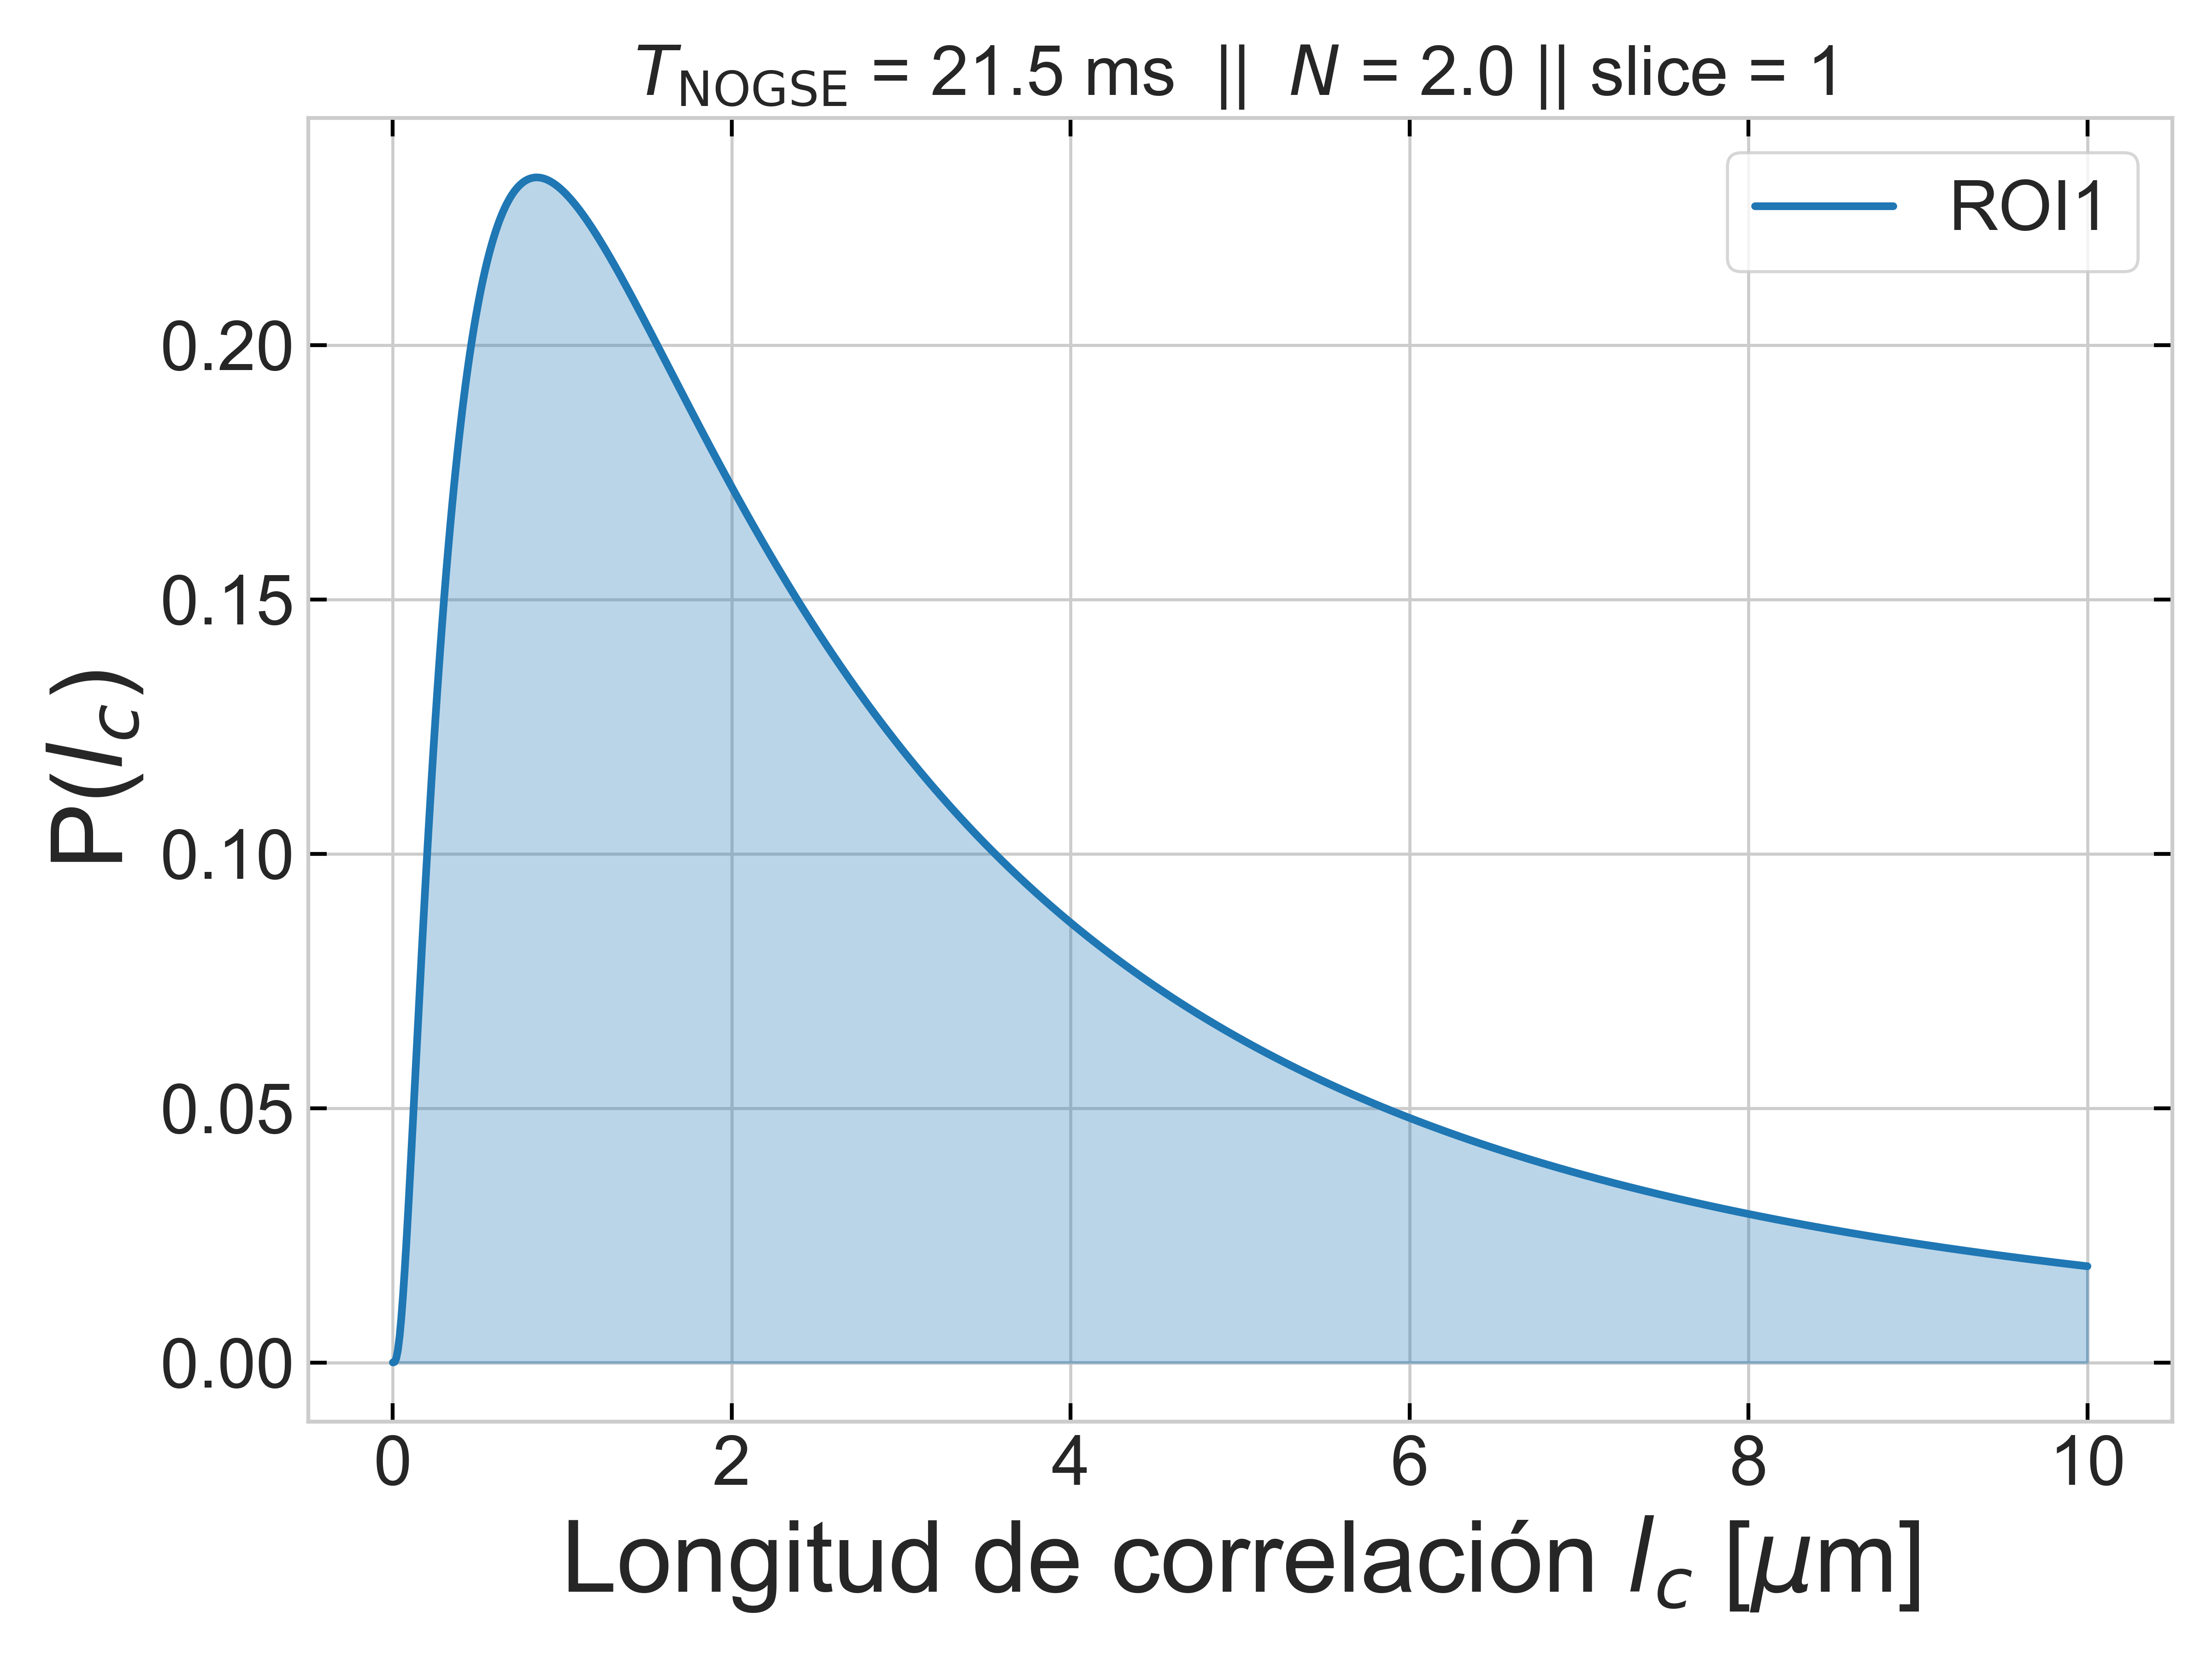 T_NOGSE = 21.5 ms || N = 2.0 || slice = 1
ROI1
P(l_c)
0.20
0.15
0.10
0.05
0.00
0 2 4 6 8 10
Longitud de correlación l_c [μm]